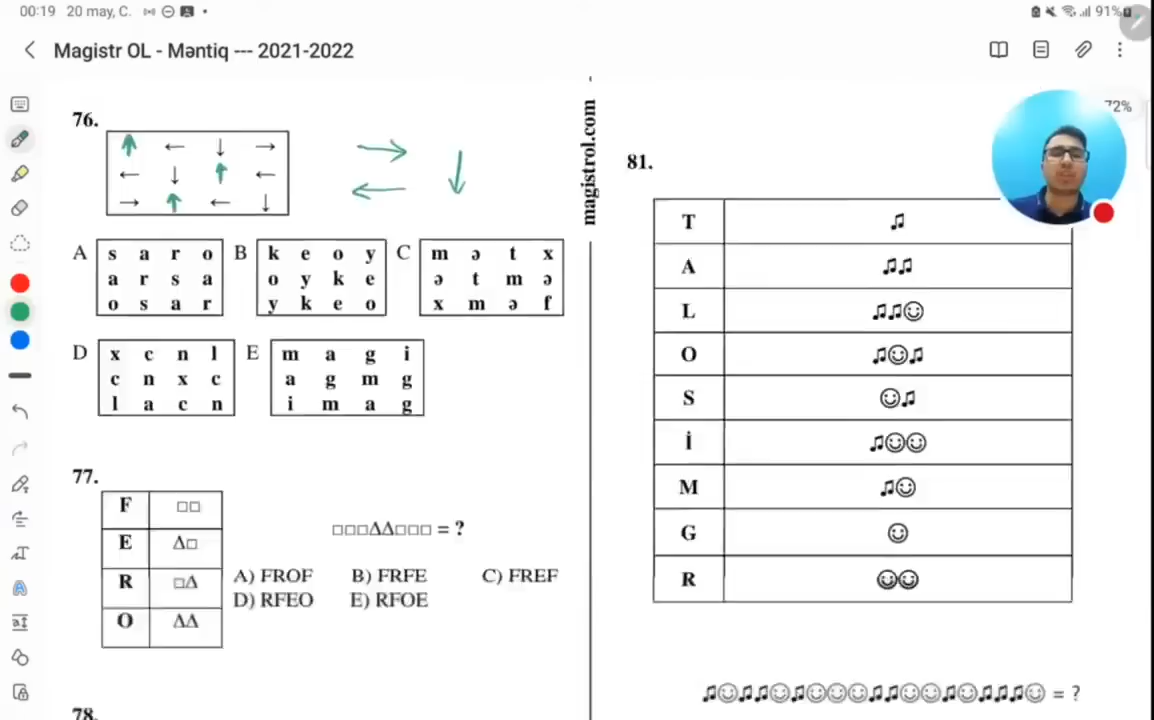 00:19 20 may, C.
91%
Magistr OL - Məntiq --- 2021-2022
72%
magistrol.com
76.
↑ ← ↓ →
← ↓ ↑ ←
→ ↑ ← ↓
→
← ↓
A
s a r o
a r s a
o s a r
B
k e o y
o y k e
y k e o
C
m ə t x
ə t m ə
x m ə f
D
x c n l
c n x c
l a c n
E
m a g i
a g m g
i m a g
77.
F □□
E Δ□
R □Δ
O ΔΔ
□□□ΔΔ□□□ = ?
A) FROF B) FRFE C) FREF
D) RFEO E) RFOE
78.
81.
T ♫
A ♫♫
L ♫♫☺
O ♫☺♫
S ☺♫
İ ♫☺☺
M ♫☺
G ☺
R ☺☺
♫☺♫♫☺♫☺☺☺♫♫☺☺♫☺♫♫♫☺ = ?